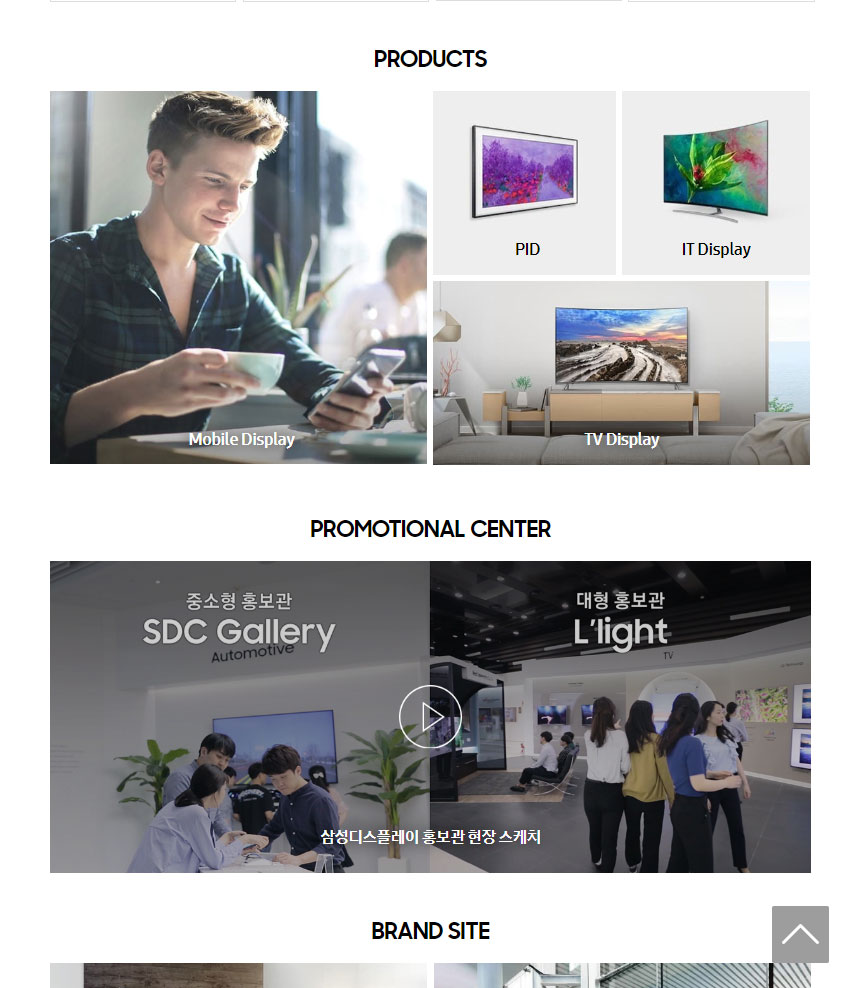 PRODUCTS
PID
IT Display
Mobile Display
TV Display
PROMOTIONAL CENTER
중소형 홍보관
SDC Gallery
Automotive
대형 홍보관
L'light
TV
삼성디스플레이 홍보관 현장 스케치
BRAND SITE